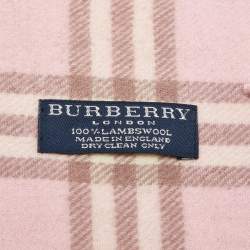 BURBERRY
LONDON
100% LAMBSWOOL
MADE IN ENGLAND
DRY CLEAN ONLY